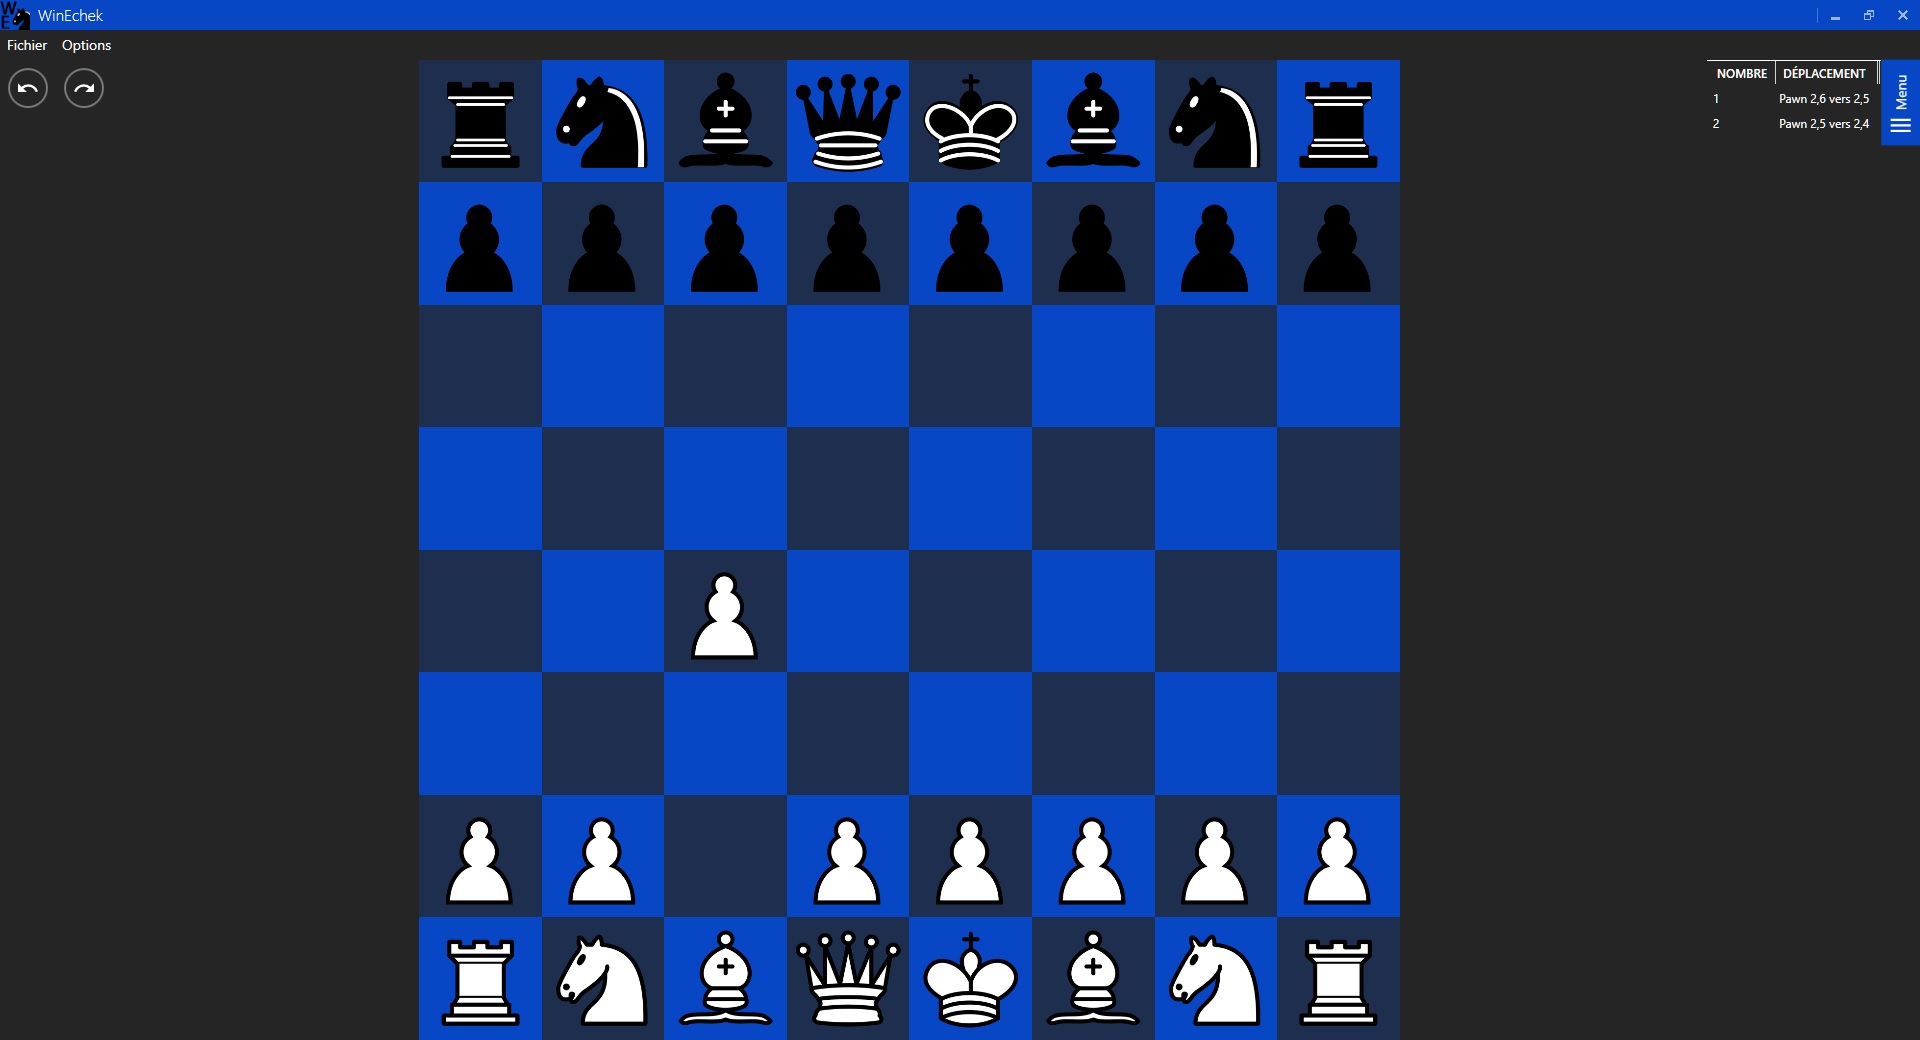 WE
WinEchek
Fichier Options
NOMBRE DÉPLACEMENT
1 Pawn 2,6 vers 2,5
2 Pawn 2,5 vers 2,4
Menu